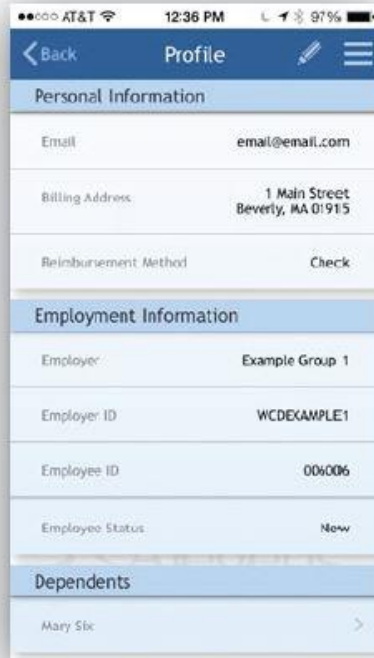 AT&T 12:36 PM 97%
Back Profile
Personal Information
Email email@email.com
Billing Address 1 Main Street
Beverly, MA 01915
Reimbursement Method Check
Employment Information
Employer Example Group 1
Employer ID WCDEXAMPLE1
Employee ID 006006
Employee Status New
Dependents
Mary Six